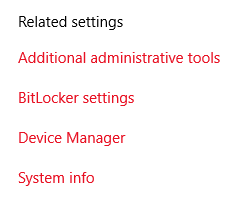 Related settings
Additional administrative tools
BitLocker settings
Device Manager
System info